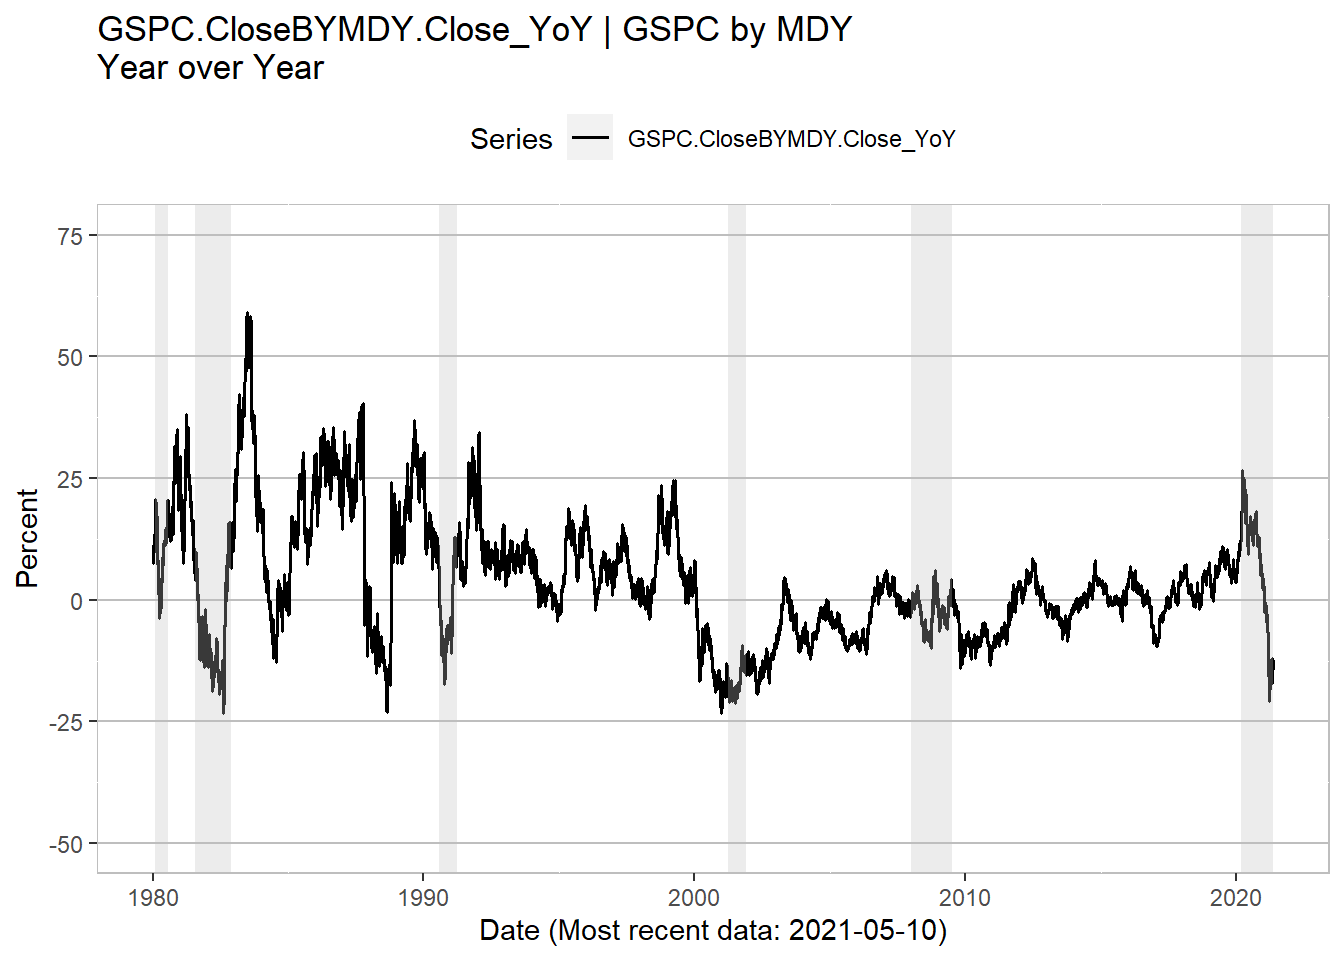 GSPC.CloseBYMDY.Close_YoY | GSPC by MDY
Year over Year
Series GSPC.CloseBYMDY.Close_YoY
75
50
25
0
-25
-50
Percent
1980 1990 2000 2010 2020
Date (Most recent data: 2021-05-10)